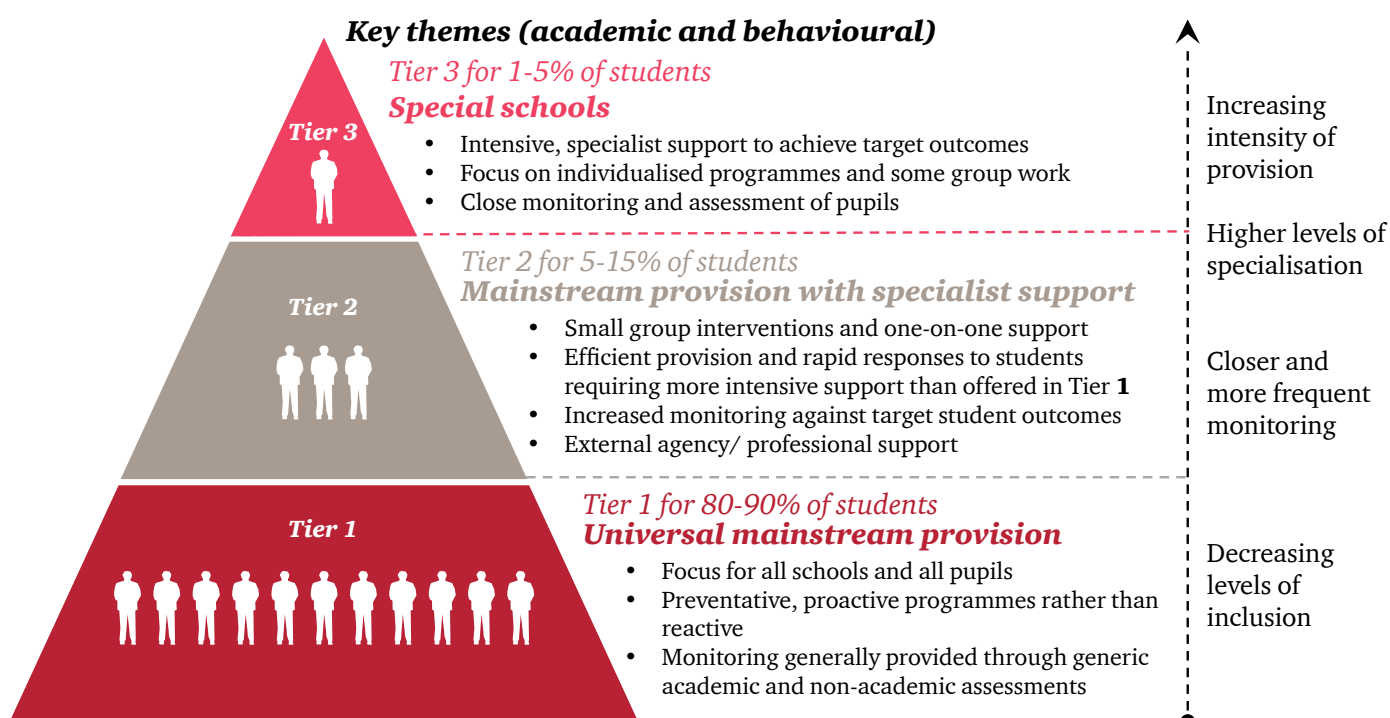 Key themes (academic and behavioural)
Tier 3 for 1-5% of students
Special schools
Tier 3
• Intensive, specialist support to achieve target outcomes
• Focus on individualised programmes and some group work
• Close monitoring and assessment of pupils
Tier 2 for 5-15% of students
Mainstream provision with specialist support
Tier 2
• Small group interventions and one-on-one support
• Efficient provision and rapid responses to students
requiring more intensive support than offered in Tier 1
• Increased monitoring against target student outcomes
• External agency/ professional support
Tier 1 for 80-90% of students
Universal mainstream provision
Tier 1
• Focus for all schools and all pupils
• Preventative, proactive programmes rather than
reactive
• Monitoring generally provided through generic
academic and non-academic assessments
Increasing
intensity of
provision
Higher levels of
specialisation
Closer and
more frequent
monitoring
Decreasing
levels of
inclusion